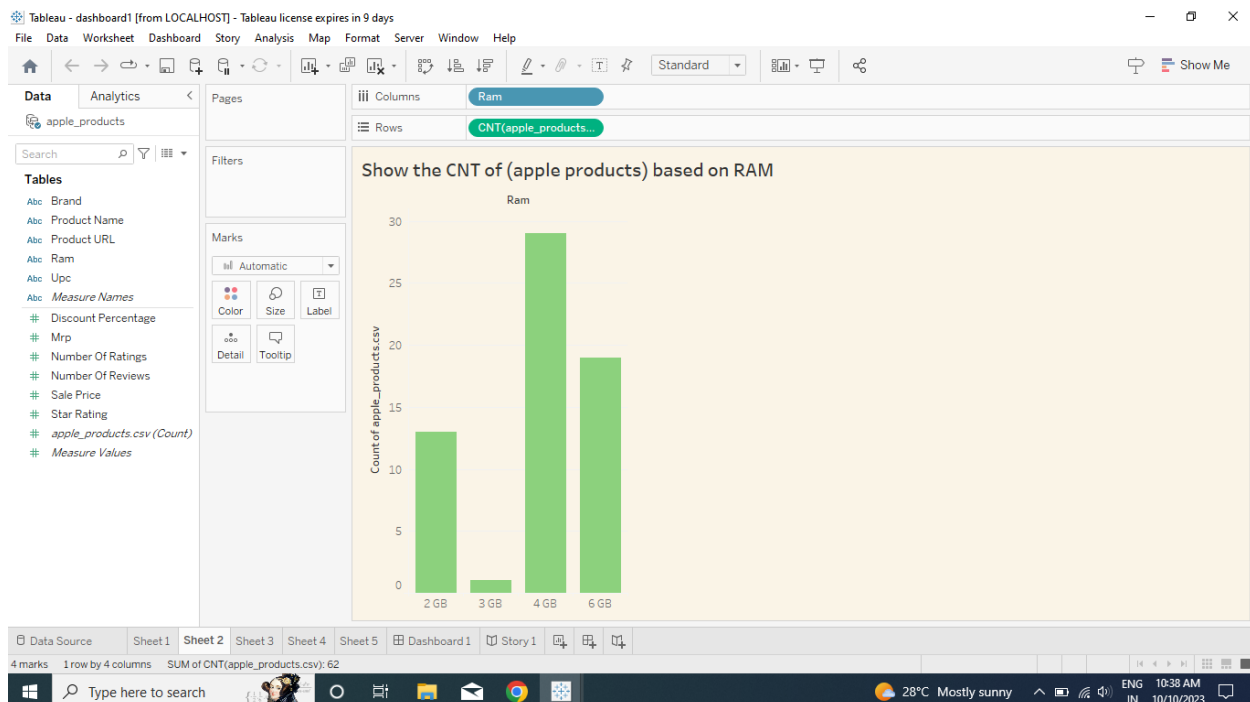 Tableau - dashboard1 [from LOCALHOST] - Tableau license expires in 9 days
File Data Worksheet Dashboard Story Analysis Map Format Server Window Help
Standard
Show Me
Data Analytics
apple_products
Search
Tables
Abc Brand
Abc Product Name
Abc Product URL
Abc Ram
Abc Upc
Abc Measure Names
# Discount Percentage
# Mrp
# Number Of Ratings
# Number Of Reviews
# Sale Price
# Star Rating
# apple_products.csv (Count)
# Measure Values
Pages
Filters
Marks
Automatic
Color Size Label
Detail Tooltip
Columns Ram
Rows CNT(apple_products...
Show the CNT of (apple products) based on RAM
Ram
Count of apple_products.csv
30
25
20
15
10
5
0
2 GB 3 GB 4 GB 6 GB
Data Source Sheet 1 Sheet 2 Sheet 3 Sheet 4 Sheet 5 Dashboard 1 Story 1
4 marks 1 row by 4 columns SUM of CNT(apple_products.csv): 62
Type here to search
28°C Mostly sunny
ENG
IN
10:38 AM
10/10/2023